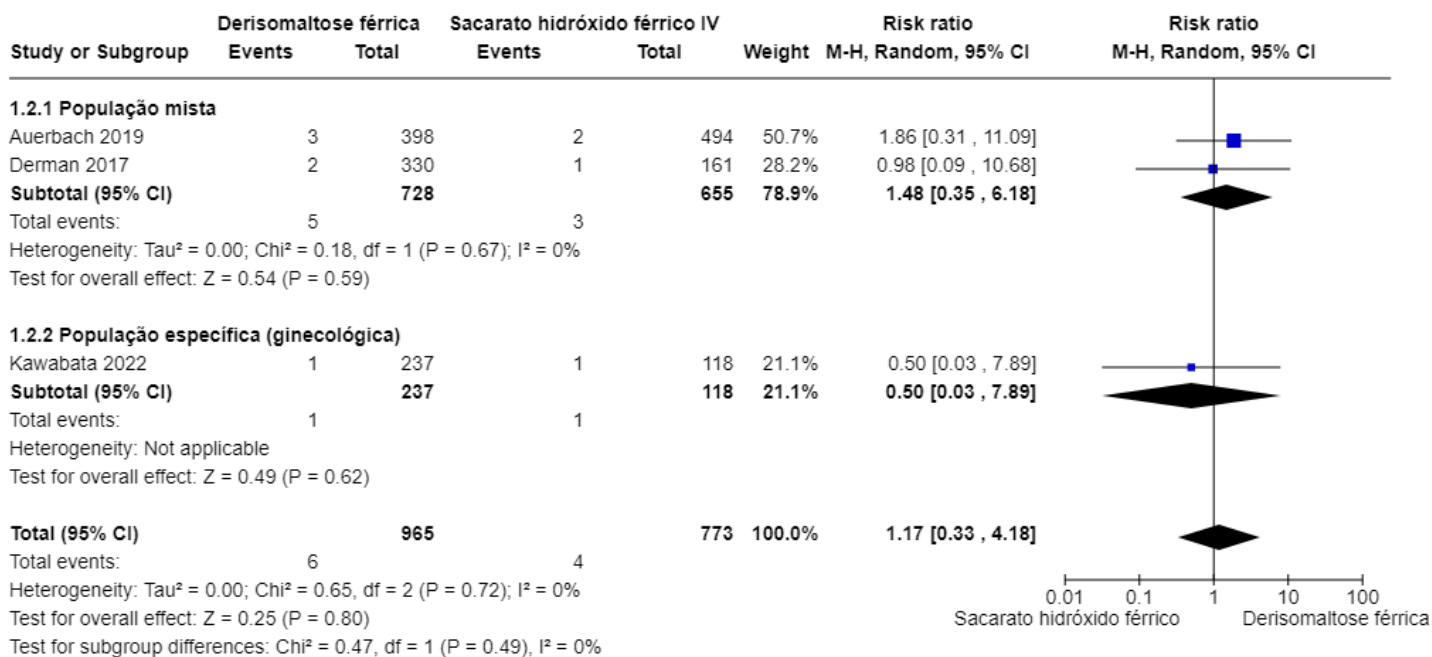 Derisomaltose férrica Sacarato hidróxido férrico IV Risk ratio Risk ratio
Study or Subgroup Events Total Events Total Weight M-H, Random, 95% CI M-H, Random, 95% CI
1.2.1 População mista
Auerbach 2019 3 398 2 494 50.7% 1.86 [0.31 , 11.09]
Derman 2017 2 330 1 161 28.2% 0.98 [0.09 , 10.68]
Subtotal (95% CI) 728 655 78.9% 1.48 [0.35 , 6.18]
Total events: 5 3
Heterogeneity: Tau² = 0.00; Chi² = 0.18, df = 1 (P = 0.67); I² = 0%
Test for overall effect: Z = 0.54 (P = 0.59)
1.2.2 População específica (ginecológica)
Kawabata 2022 1 237 1 118 21.1% 0.50 [0.03 , 7.89]
Subtotal (95% CI) 237 118 21.1% 0.50 [0.03 , 7.89]
Total events: 1 1
Heterogeneity: Not applicable
Test for overall effect: Z = 0.49 (P = 0.62)
Total (95% CI) 965 773 100.0% 1.17 [0.33 , 4.18]
Total events: 6 4
Heterogeneity: Tau² = 0.00; Chi² = 0.65, df = 2 (P = 0.72); I² = 0%
Test for overall effect: Z = 0.25 (P = 0.80)
Test for subgroup differences: Chi² = 0.47, df = 1 (P = 0.49), I² = 0%
0.01 0.1 1 10 100
Sacarato hidróxido férrico Derisomaltose férrica